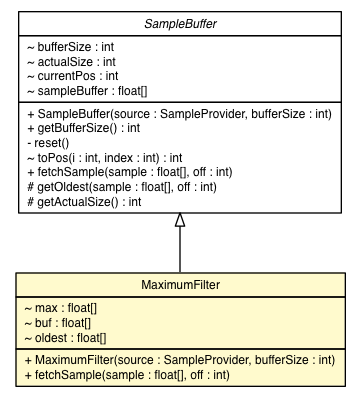 SampleBuffer
~ bufferSize : int
~ actualSize : int
~ currentPos : int
~ sampleBuffer : float[]
+ SampleBuffer(source : SampleProvider, bufferSize : int)
+ getBufferSize() : int
- reset()
~ toPos(i : int, index : int) : int
+ fetchSample(sample : float[], off : int)
# getOldest(sample : float[], off : int)
# getActualSize() : int
MaximumFilter
~ max : float[]
~ buf : float[]
~ oldest : float[]
+ MaximumFilter(source : SampleProvider, bufferSize : int)
+ fetchSample(sample : float[], off : int)